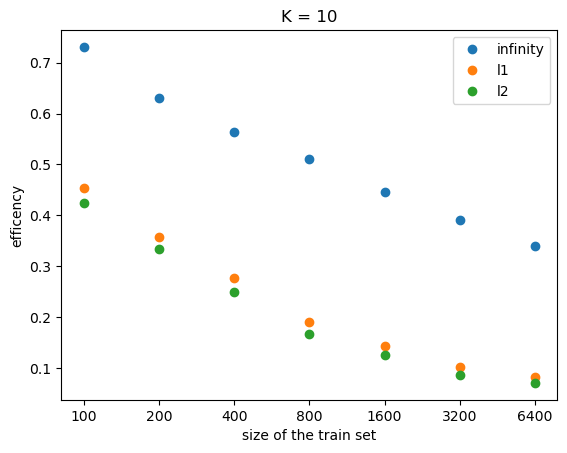 K = 10
infinity
l1
l2
0.7
0.6
0.5
0.4
0.3
0.2
0.1
efficency
100 200 400 800 1600 3200 6400
size of the train set